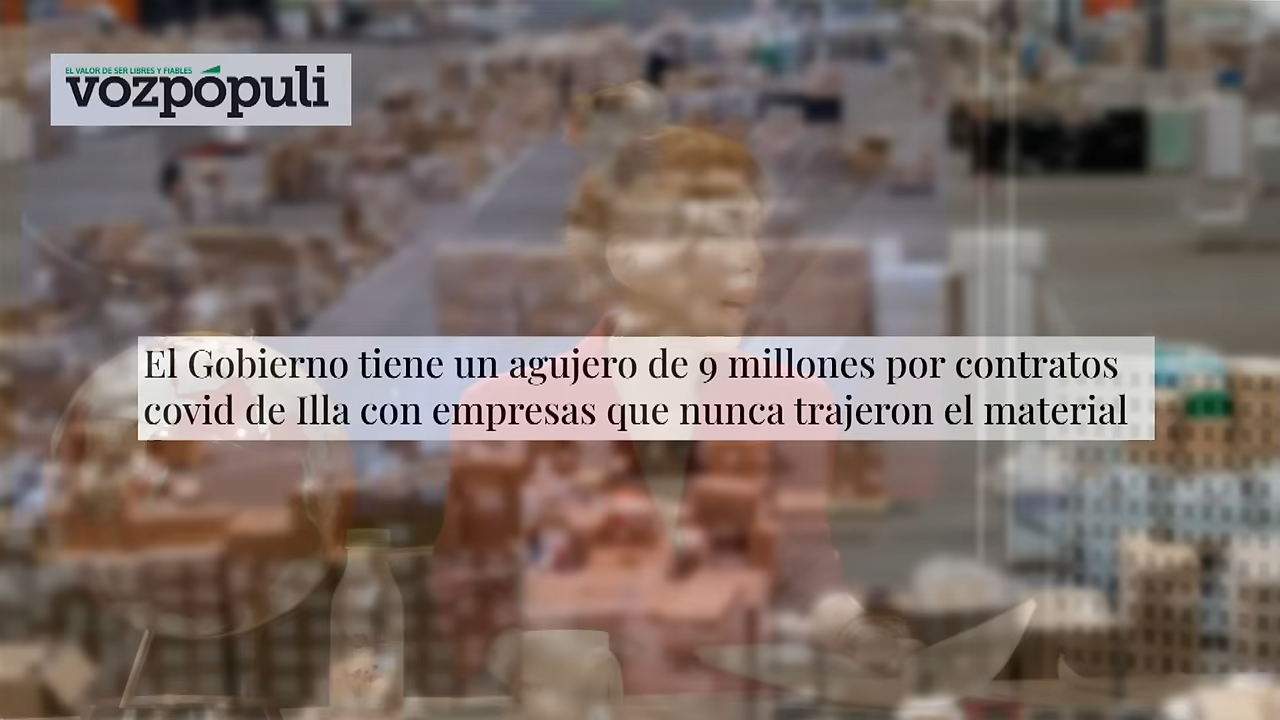 EL VALOR DE SER LIBRES Y FIABLES
vozpópuli
El Gobierno tiene un agujero de 9 millones por contratos
covid de Illa con empresas que nunca trajeron el material